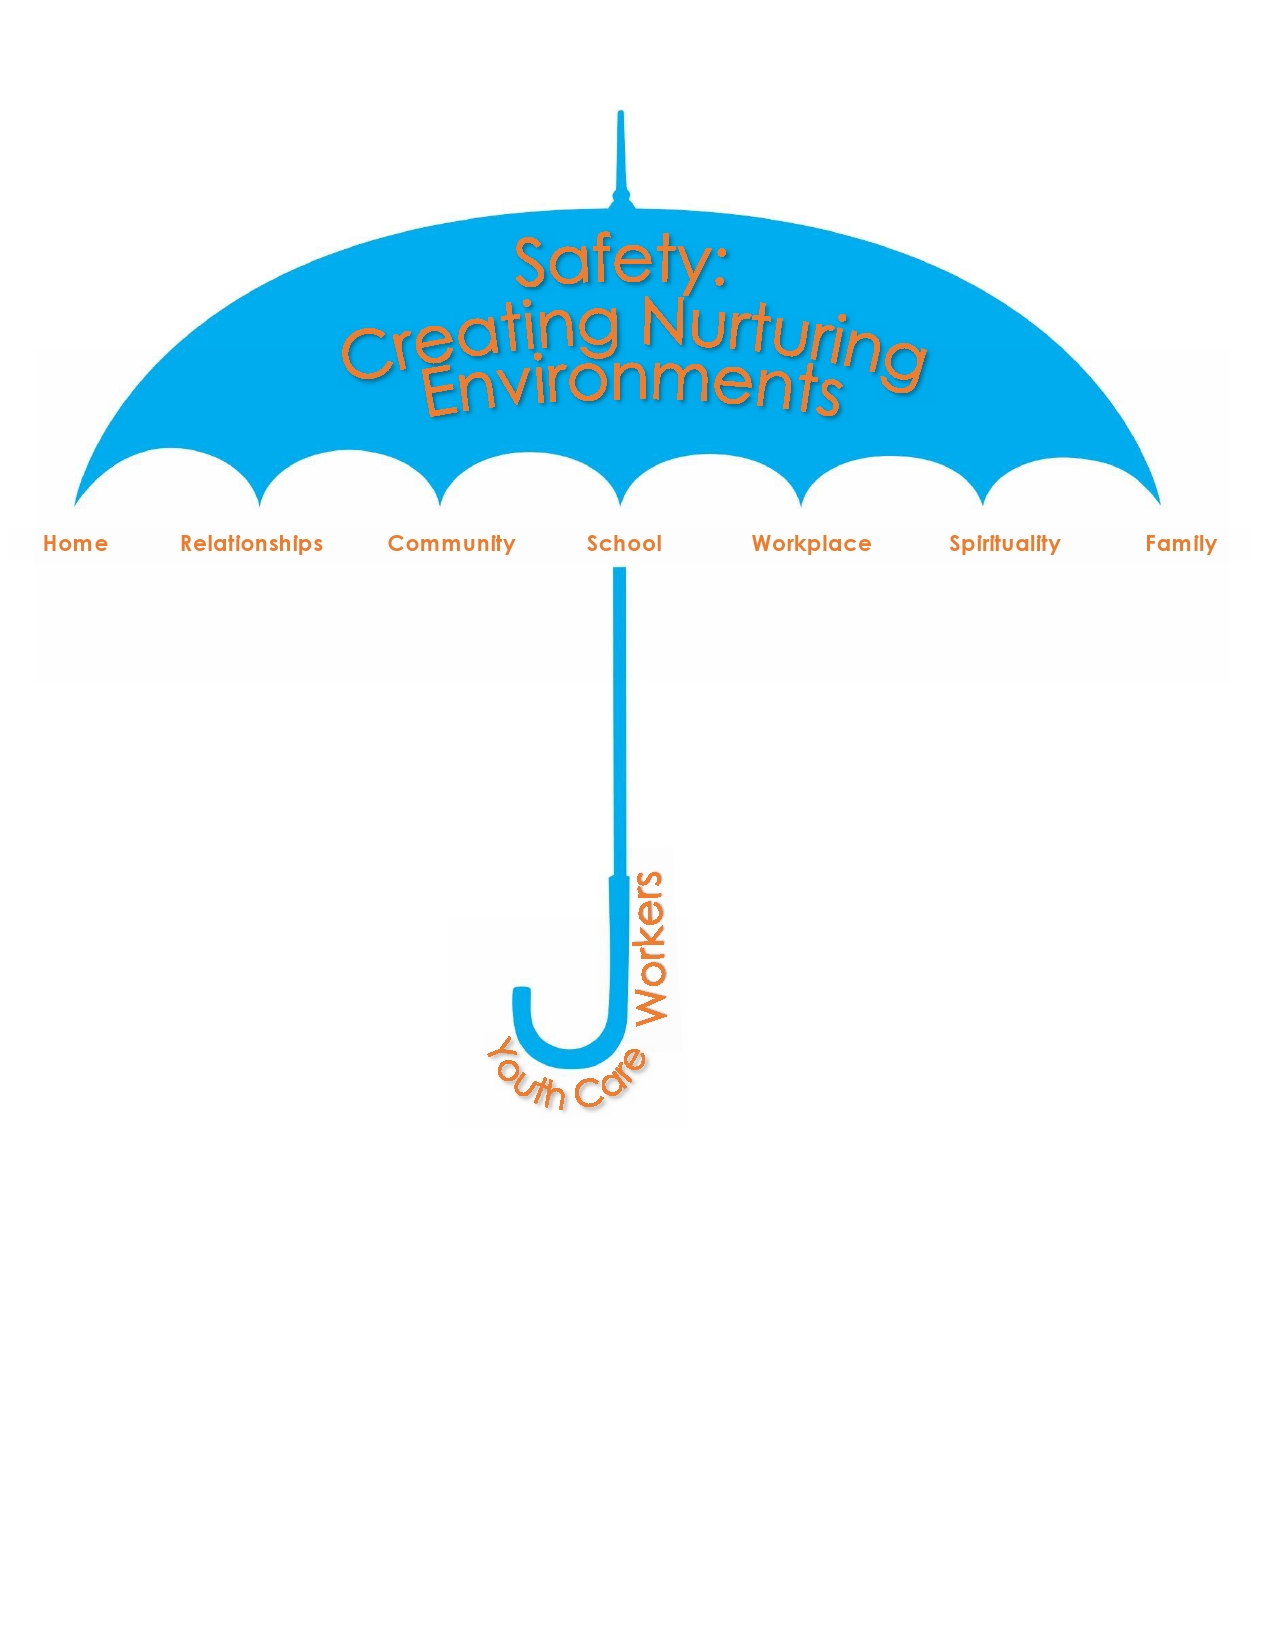 Safety:
Creating Nurturing
Environments
Home Relationships Community School Workplace Spirituality Family
Youth Care Workers